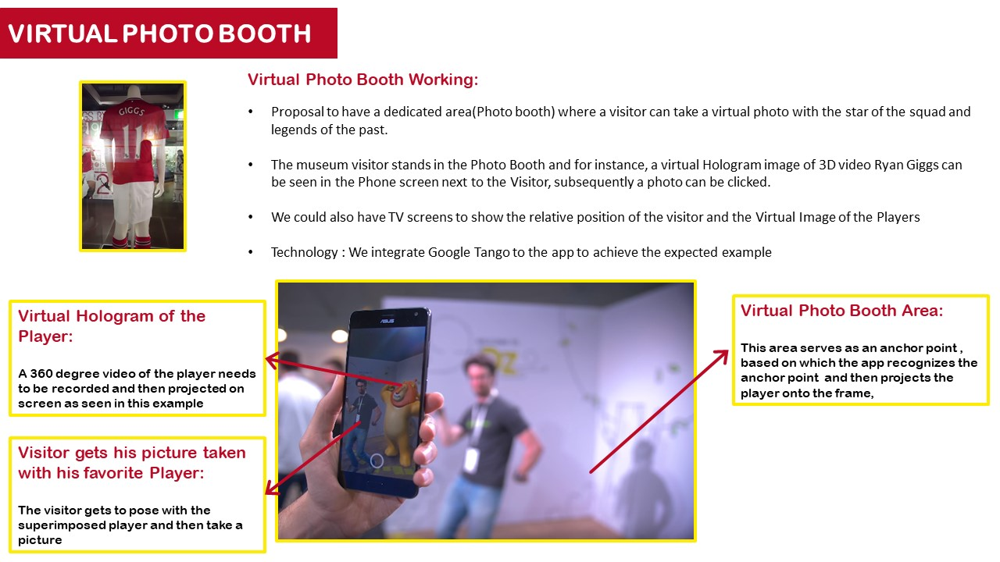 VIRTUAL PHOTO BOOTH
GIGGS
11
Virtual Photo Booth Working:
• Proposal to have a dedicated area(Photo booth) where a visitor can take a virtual photo with the star of the squad and
legends of the past.
• The museum visitor stands in the Photo Booth and for instance, a virtual Hologram image of 3D video Ryan Giggs can
be seen in the Phone screen next to the Visitor, subsequently a photo can be clicked.
• We could also have TV screens to show the relative position of the visitor and the Virtual Image of the Players
• Technology : We integrate Google Tango to the app to achieve the expected example
Virtual Hologram of the
Player:
A 360 degree video of the player needs
to be recorded and then projected on
screen as seen in this example
Visitor gets his picture taken
with his favorite Player:
The visitor gets to pose with the
superimposed player and then take a
picture
ASUS
Oz
Virtual Photo Booth Area:
This area serves as an anchor point ,
based on which the app recognizes the
anchor point and then projects the
player onto the frame,